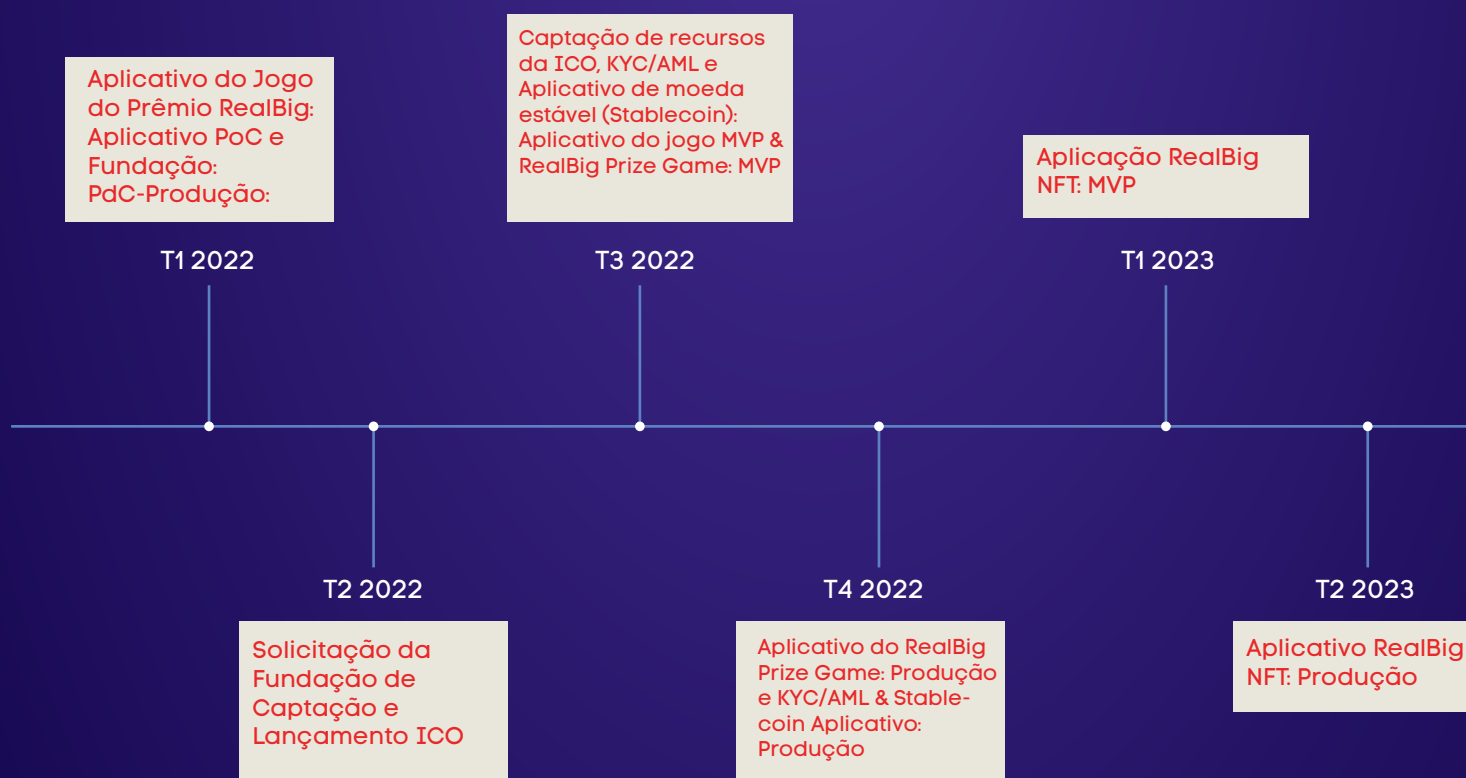 Aplicativo do Jogo
do Prêmio RealBig:
Aplicativo PoC e
Fundação:
PdC-Produção:
T1 2022
Captação de recursos
da ICO, KYC/AML e
Aplicativo de moeda
estável (Stablecoin):
Aplicativo do jogo MVP &
RealBig Prize Game: MVP
T3 2022
Aplicação RealBig
NFT: MVP
T1 2023
T2 2022
Solicitação da
Fundação de
Captação e
Lançamento ICO
T4 2022
Aplicativo do RealBig
Prize Game: Produção
e KYC/AML & Stable-
coin Aplicativo:
Produção
T2 2023
Aplicativo RealBig
NFT: Produção